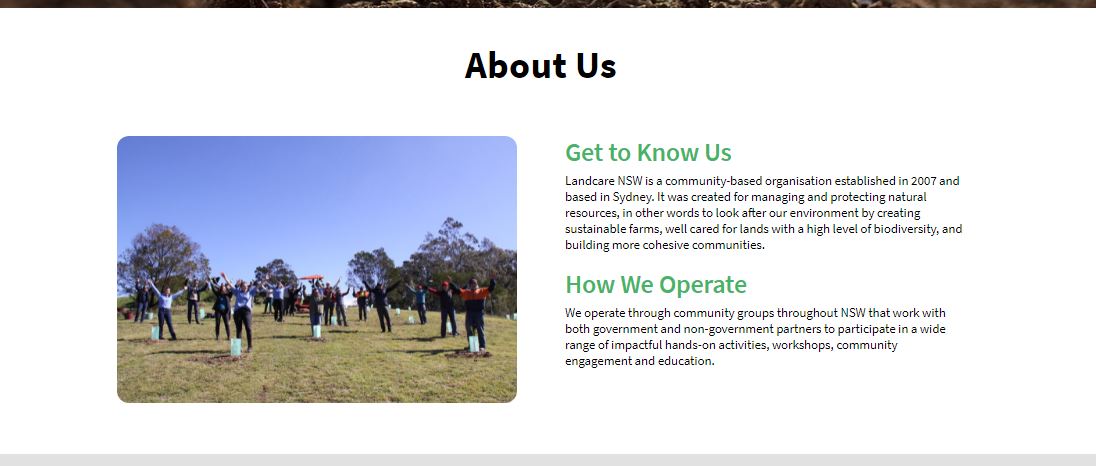 About Us
Get to Know Us
Landcare NSW is a community-based organisation established in 2007 and
based in Sydney. It was created for managing and protecting natural
resources, in other words to look after our environment by creating
sustainable farms, well cared for lands with a high level of biodiversity, and
building more cohesive communities.
How We Operate
We operate through community groups throughout NSW that work with
both government and non-government partners to participate in a wide
range of impactful hands-on activities, workshops, community
engagement and education.